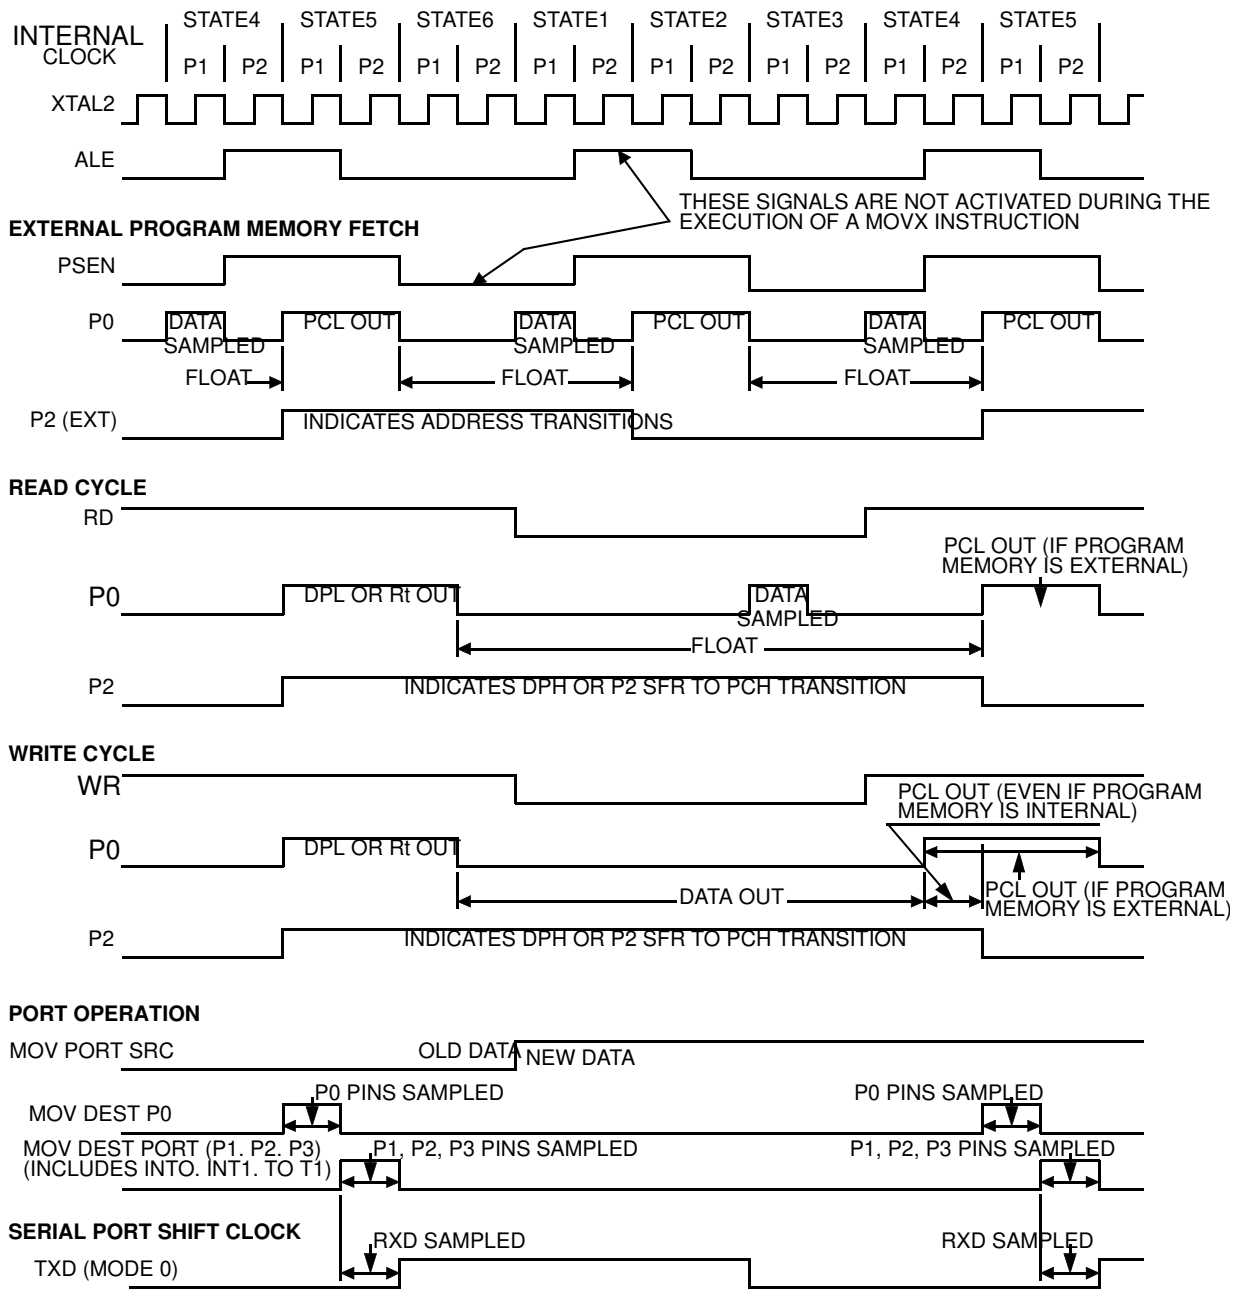 STATE4 STATE5 STATE6 STATE1 STATE2 STATE3 STATE4 STATE5
INTERNAL
CLOCK
P1 P2 P1 P2 P1 P2 P1 P2 P1 P2 P1 P2 P1 P2 P1 P2
XTAL2
ALE
THESE SIGNALS ARE NOT ACTIVATED DURING THE
EXECUTION OF A MOVX INSTRUCTION
EXTERNAL PROGRAM MEMORY FETCH
PSEN
P0 DATA PCL OUT DATA PCL OUT DATA PCL OUT
SAMPLED SAMPLED SAMPLED
FLOAT FLOAT FLOAT
P2 (EXT) INDICATES ADDRESS TRANSITIONS
READ CYCLE
RD
PCL OUT (IF PROGRAM
MEMORY IS EXTERNAL)
P0 DPL OR Rt OUT DATA
SAMPLED
FLOAT
P2 INDICATES DPH OR P2 SFR TO PCH TRANSITION
WRITE CYCLE
WR
PCL OUT (EVEN IF PROGRAM
MEMORY IS INTERNAL)
P0 DPL OR Rt OUT
DATA OUT
PCL OUT (IF PROGRAM
MEMORY IS EXTERNAL)
P2 INDICATES DPH OR P2 SFR TO PCH TRANSITION
PORT OPERATION
MOV PORT SRC OLD DATA NEW DATA
P0 PINS SAMPLED P0 PINS SAMPLED
MOV DEST P0
MOV DEST PORT (P1. P2. P3) P1, P2, P3 PINS SAMPLED P1, P2, P3 PINS SAMPLED
(INCLUDES INTO. INT1. TO T1)
SERIAL PORT SHIFT CLOCK
RXD SAMPLED RXD SAMPLED
TXD (MODE 0)